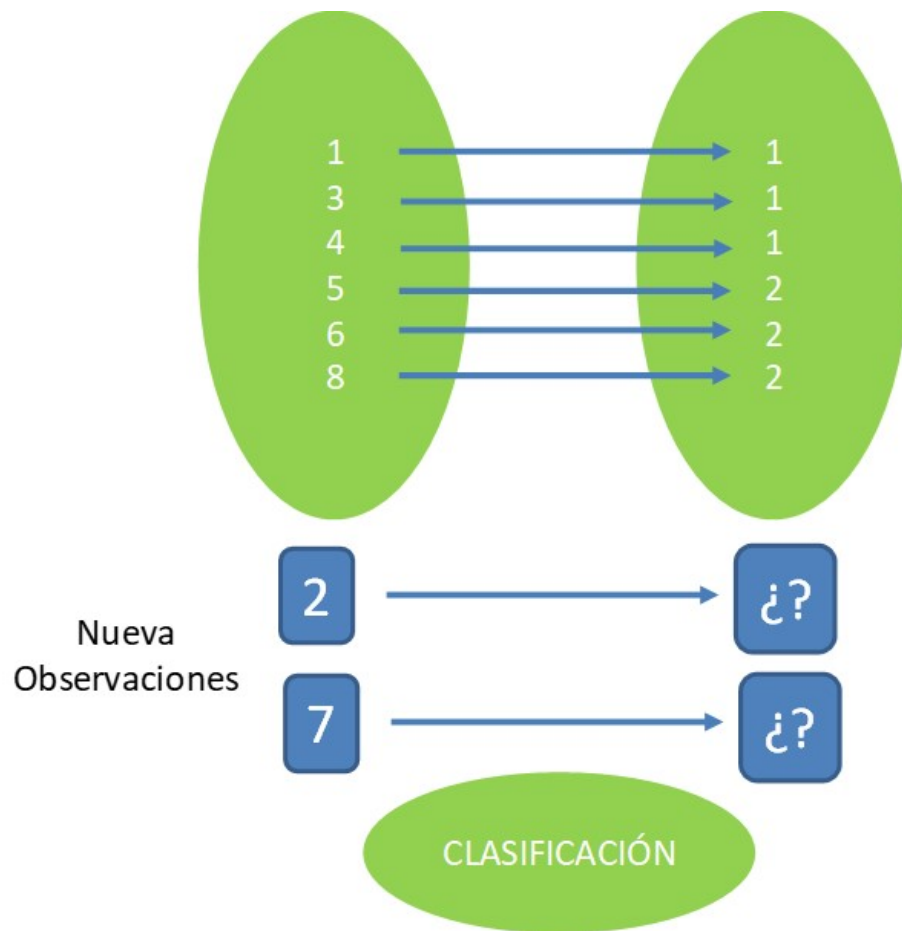 1 1
3 1
4 1
5 2
6 2
8 2
2 ¿?
Nueva
Observaciones
7 ¿?
CLASIFICACIÓN